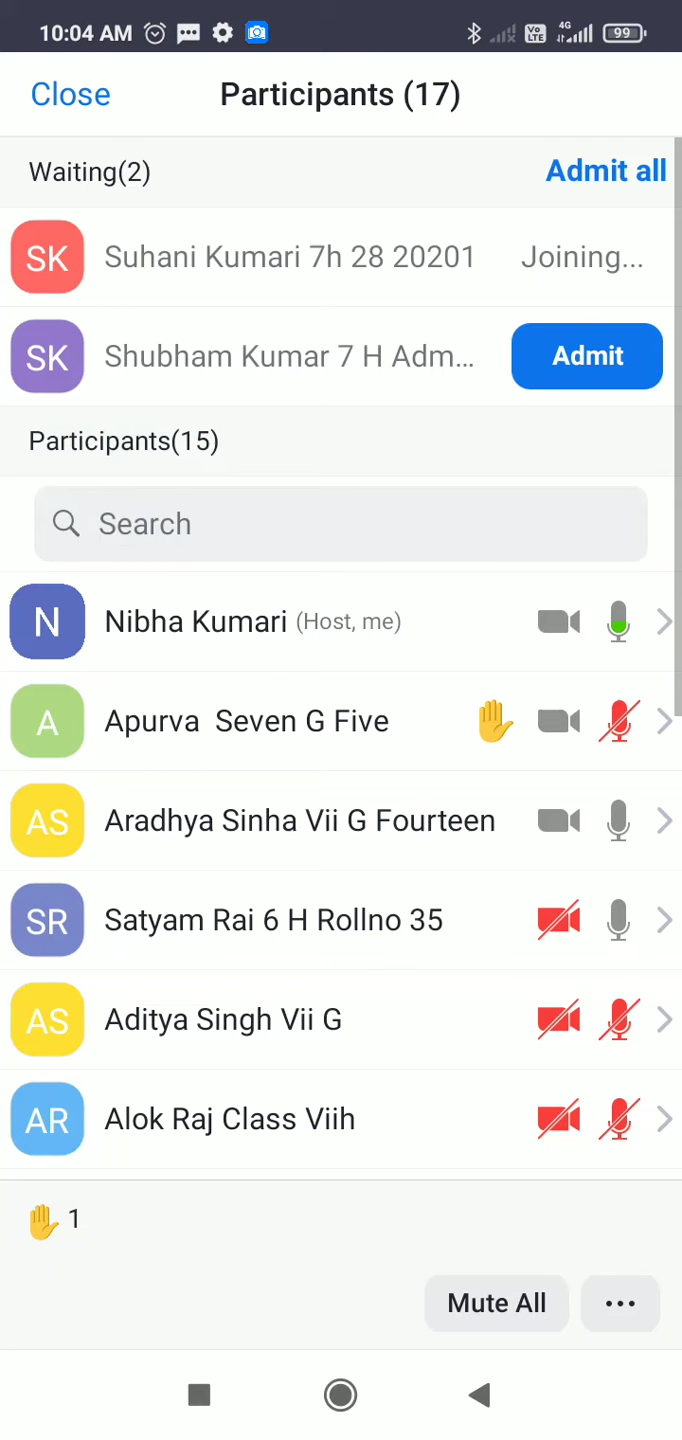 10:04 AM Vo LTE 4G 99
Close Participants (17)
Waiting(2) Admit all
SK Suhani Kumari 7h 28 20201 Joining...
SK Shubham Kumar 7 H Adm... Admit
Participants(15)
Search
N Nibha Kumari (Host, me)
A Apurva Seven G Five
AS Aradhya Sinha Vii G Fourteen
SR Satyam Rai 6 H Rollno 35
AS Aditya Singh Vii G
AR Alok Raj Class Viih
1
Mute All